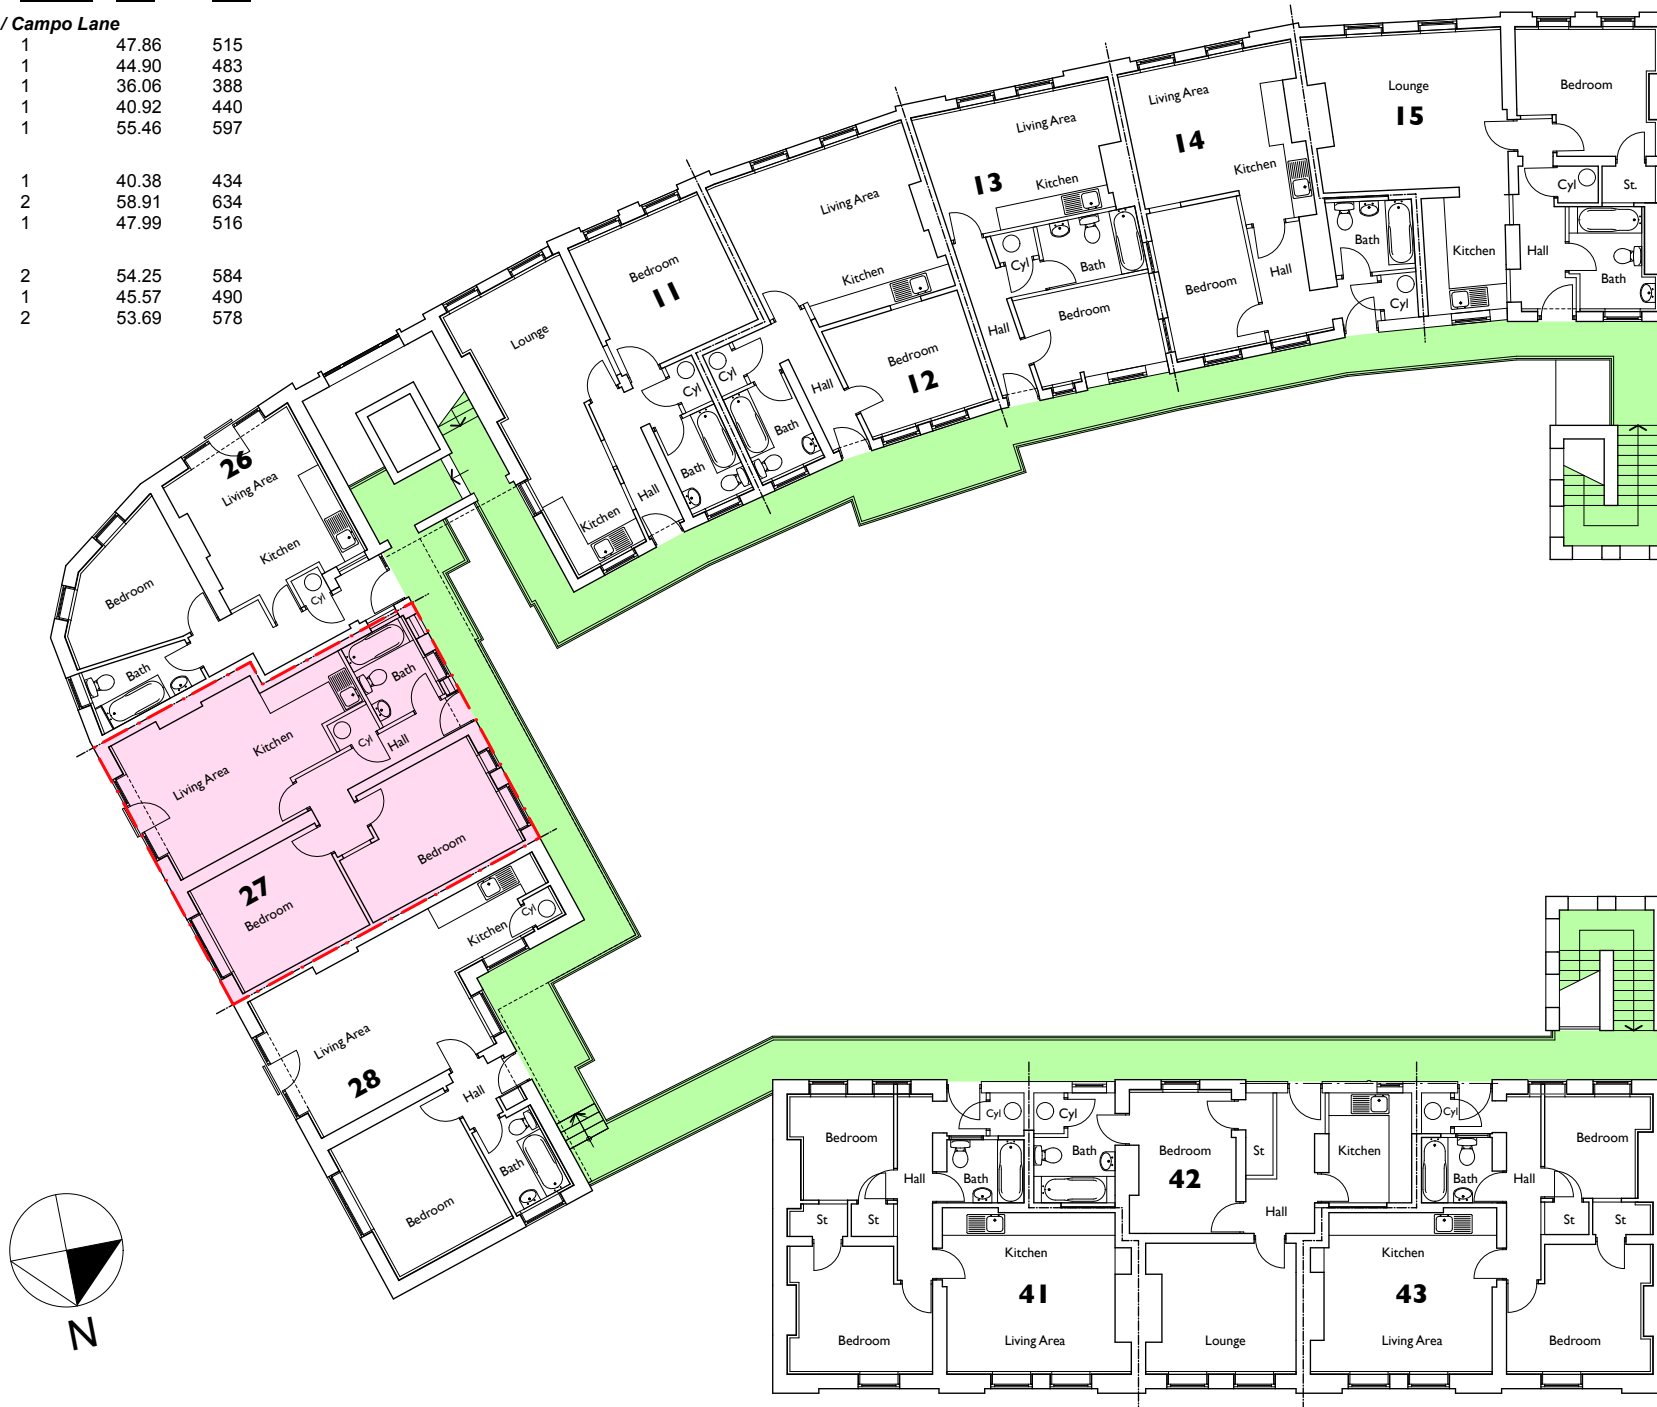 / Campo Lane
1 47.86 515
1 44.90 483
1 36.06 388
1 40.92 440
1 55.46 597
1 40.38 434
2 58.91 634
1 47.99 516
2 54.25 584
1 45.57 490
2 53.69 578
Lounge
Bedroom
11
Cyl
Bath
Hall
Kitchen
Living Area
Kitchen
Cyl
Bath
Hall
Bedroom
12
Living Area
13
Kitchen
Cyl
Bath
Hall
Bedroom
Living Area
14
Kitchen
Bedroom
Hall
Bath
Cyl
Lounge
15
Kitchen
Hall
Bedroom
Cyl
St.
Bath
26
Living Area
Kitchen
Cyl
Bedroom
Bath
Bath
Kitchen
Cyl
Hall
Living Area
Bedroom
27
Bedroom
Kitchen
Cyl
Living Area
28
Hall
Bath
Bedroom
N
Bedroom
Hall
Cyl
Bath
St
St
Kitchen
41
Bedroom
Living Area
Cyl
Bath
Bedroom
42
St
Kitchen
Hall
Lounge
Cyl
Bath
Hall
Bedroom
St
St
Kitchen
43
Living Area
Bedroom